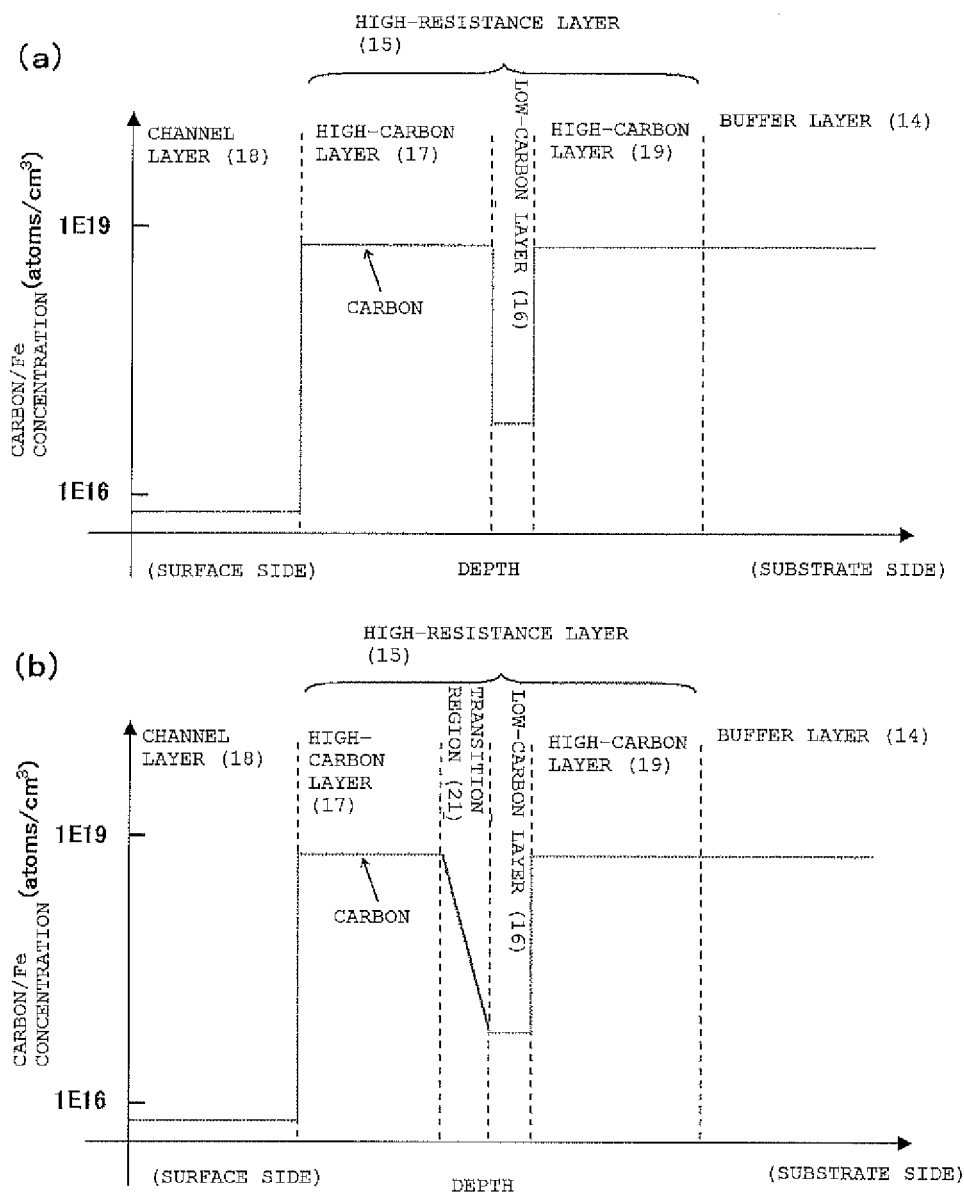 (a)
HIGH-RESISTANCE LAYER
(15)
CHANNEL
LAYER (18)
HIGH-CARBON
LAYER (17)
LOW-CARBON LAYER (16)
HIGH-CARBON
LAYER (19)
BUFFER LAYER (14)
CARBON/Fe
CONCENTRATION(atoms/cm³)
1E19
CARBON
1E16
(SURFACE SIDE)
DEPTH
(SUBSTRATE SIDE)
(b)
HIGH-RESISTANCE LAYER
(15)
CHANNEL
LAYER (18)
HIGH-
CARBON
LAYER
(17)
TRANSITION
REGION (21)
LOW-CARBON LAYER (16)
HIGH-CARBON
LAYER (19)
BUFFER LAYER (14)
CARBON/Fe
CONCENTRATION(atoms/cm³)
1E19
CARBON
1E16
(SURFACE SIDE)
DEPTH
(SUBSTRATE SIDE)